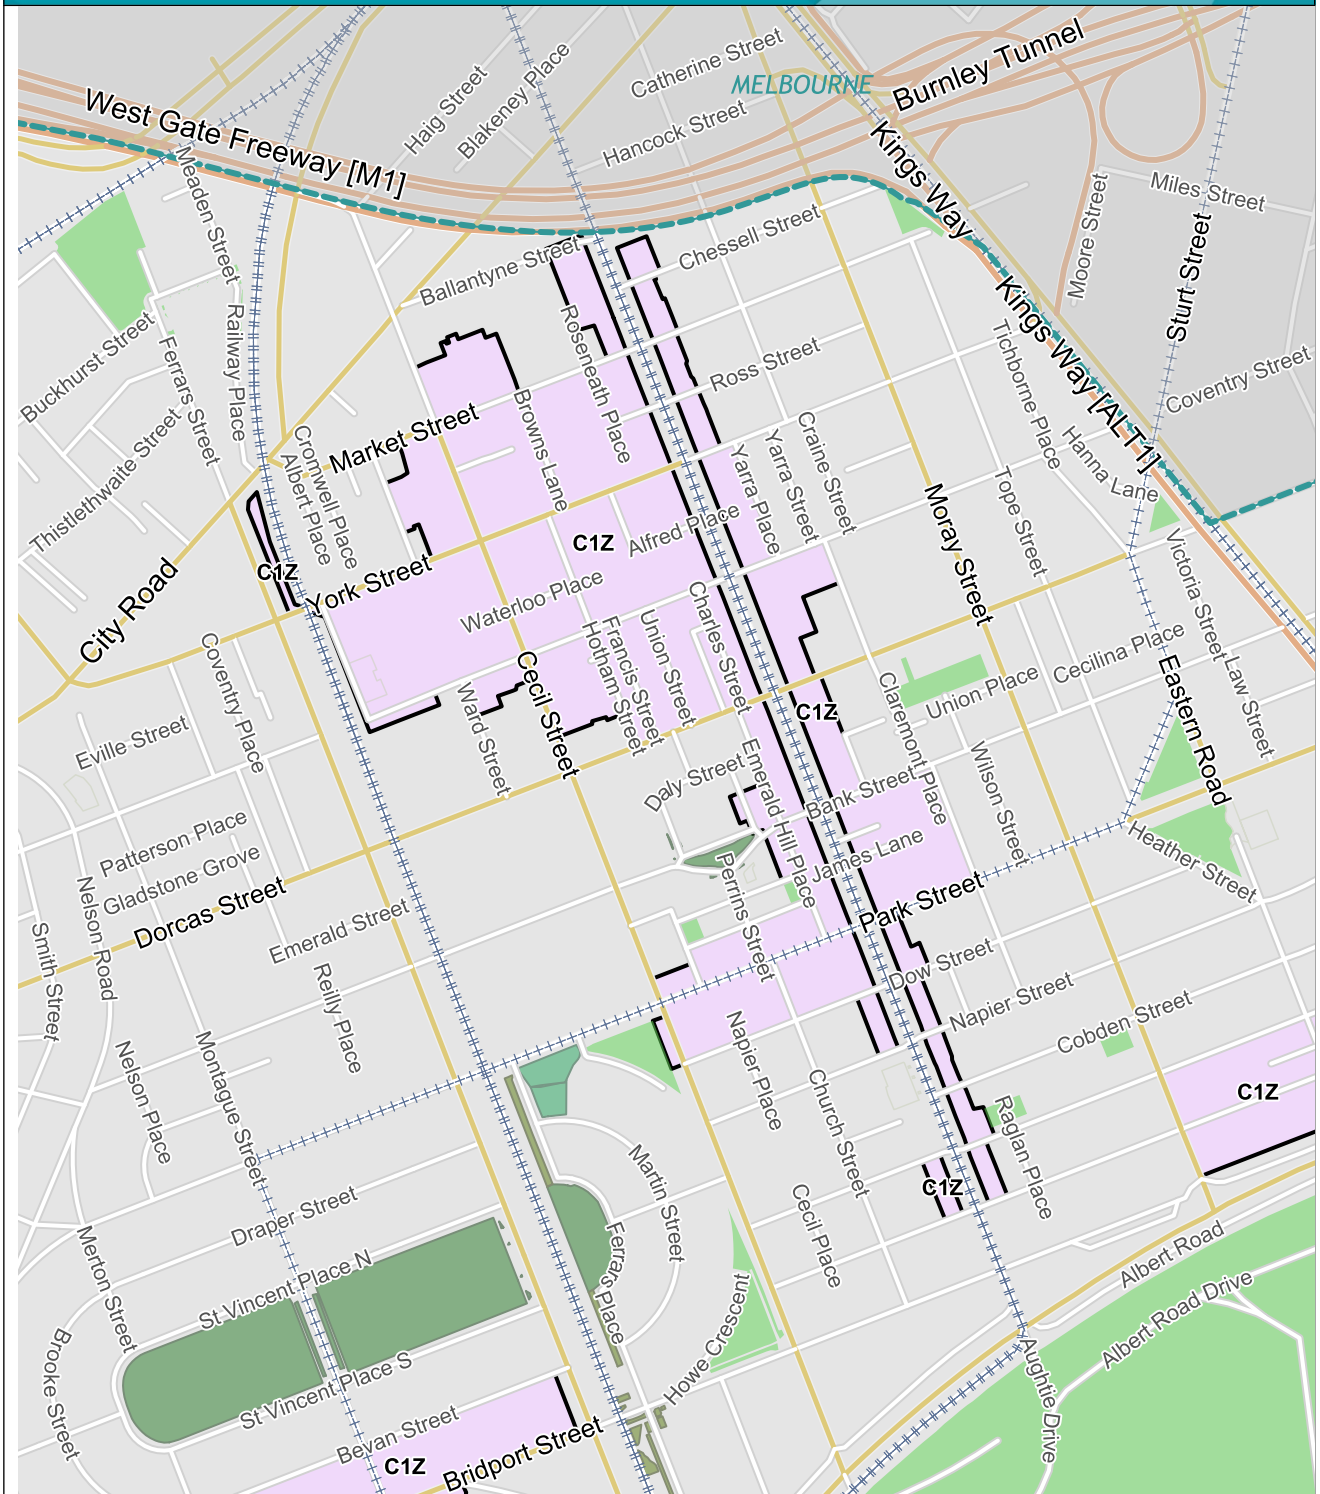 Catherine Street
MELBOURNE
Burnley Tunnel
Haig Street
Blakeney Place
Hancock Street
West Gate Freeway [M1]
Kings Way
Meaden Street
Miles Street
Moore Street
Sturt Street
Chessell Street
Ballantyne Street
Kings Way [ALT1]
Buckhurst Street
Ferrars Street
Railway Place
Roseneath Place
Ross Street
Tichborne Place
Coventry Street
Thistlethwaite Street
Market Street
Browns Lane
Cromwell Place
Albert Place
Yarra Place
Yarra Street
Craine Street
Hanna Lane
Tope Street
Moray Street
C1Z
Alfred Place
C1Z
York Street
City Road
Waterloo Place
Victoria Street
Law Street
Coventry Place
Hotham Street
Francis Street
Union Street
Charles Street
Cecil Street
Ward Street
Cecilina Place
Union Place
Claremont Place
Eastern Road
C1Z
Eville Street
Daly Street
Emerald Hill Place
Bank Street
Wilson Street
Patterson Place
Gladstone Grove
Dorcas Street
James Lane
Heather Street
Perrins Street
Park Street
Nelson Road
Smith Street
Emerald Street
Reilly Place
Dow Street
Napier Street
Cobden Street
Napier Place
Montague Street
Nelson Place
Church Street
C1Z
Raglan Place
Martin Street
C1Z
Cecil Place
Draper Street
Merton Street
St Vincent Place N
Ferrars Place
Albert Road
Albert Road Drive
Howe Crescent
Brooke Street
St Vincent Place S
Aughtie Drive
Bevan Street
C1Z
Bridport Street